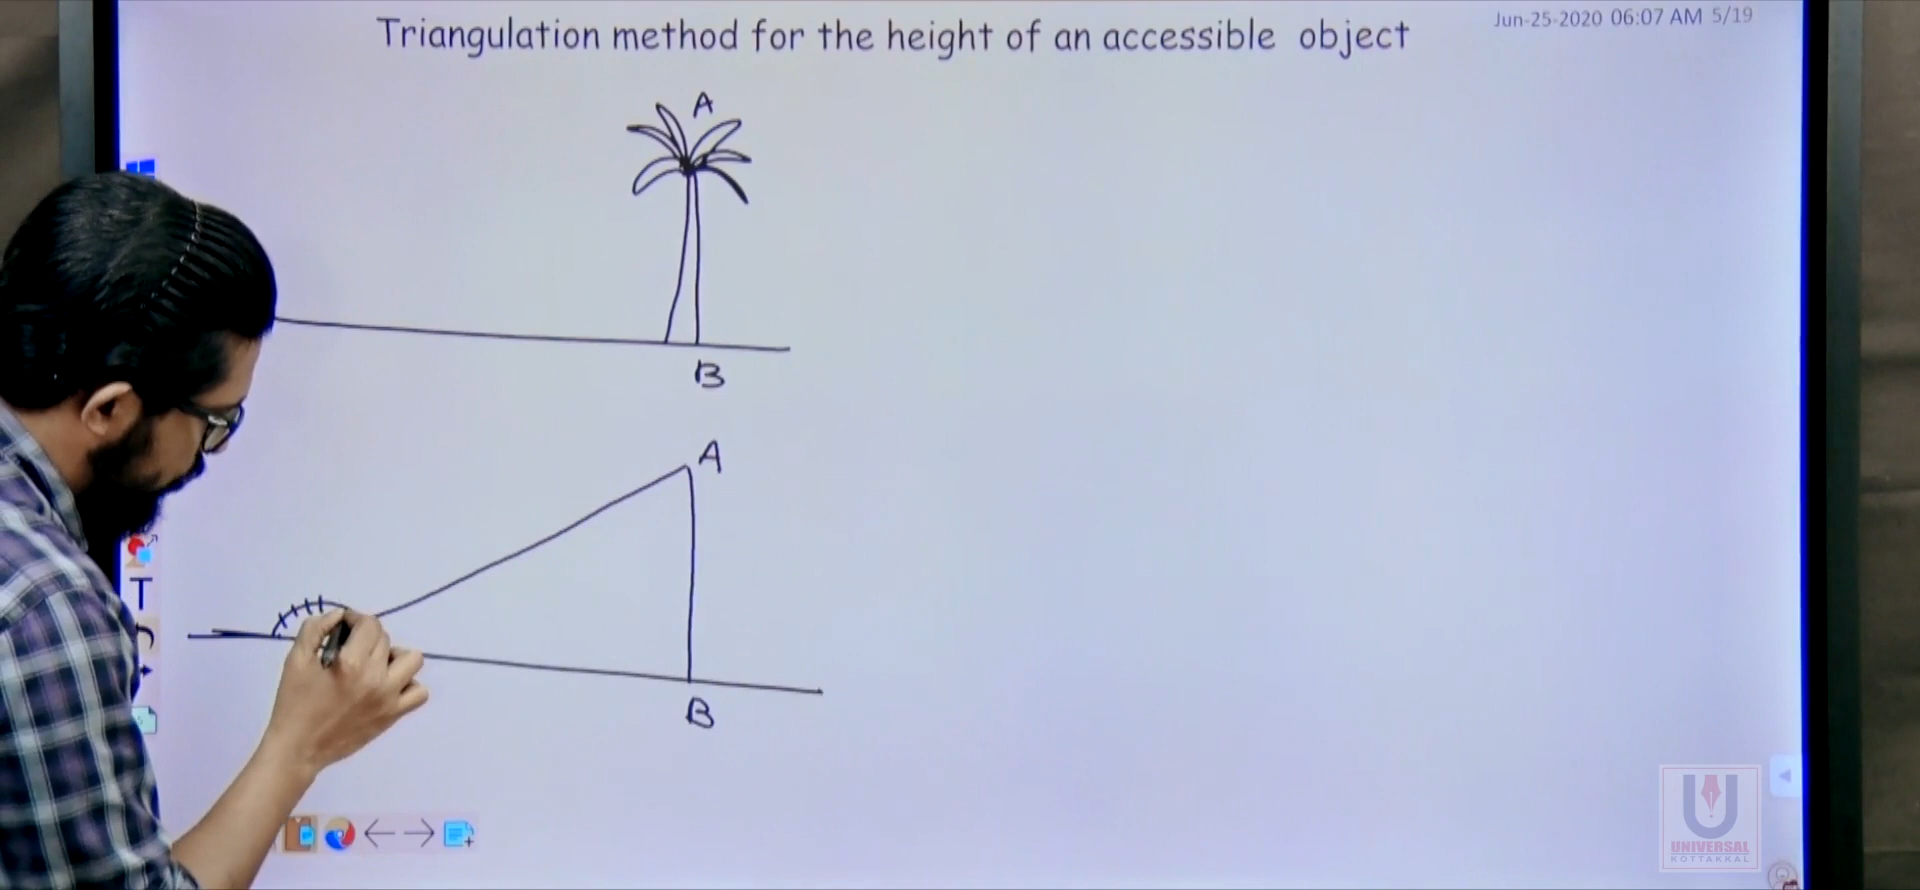 Triangulation method for the height of an accessible object
Jun-25-2020 06:07 AM 5/19
A
B
A
B
T
U
UNIVERSAL
KOTTAKKAL